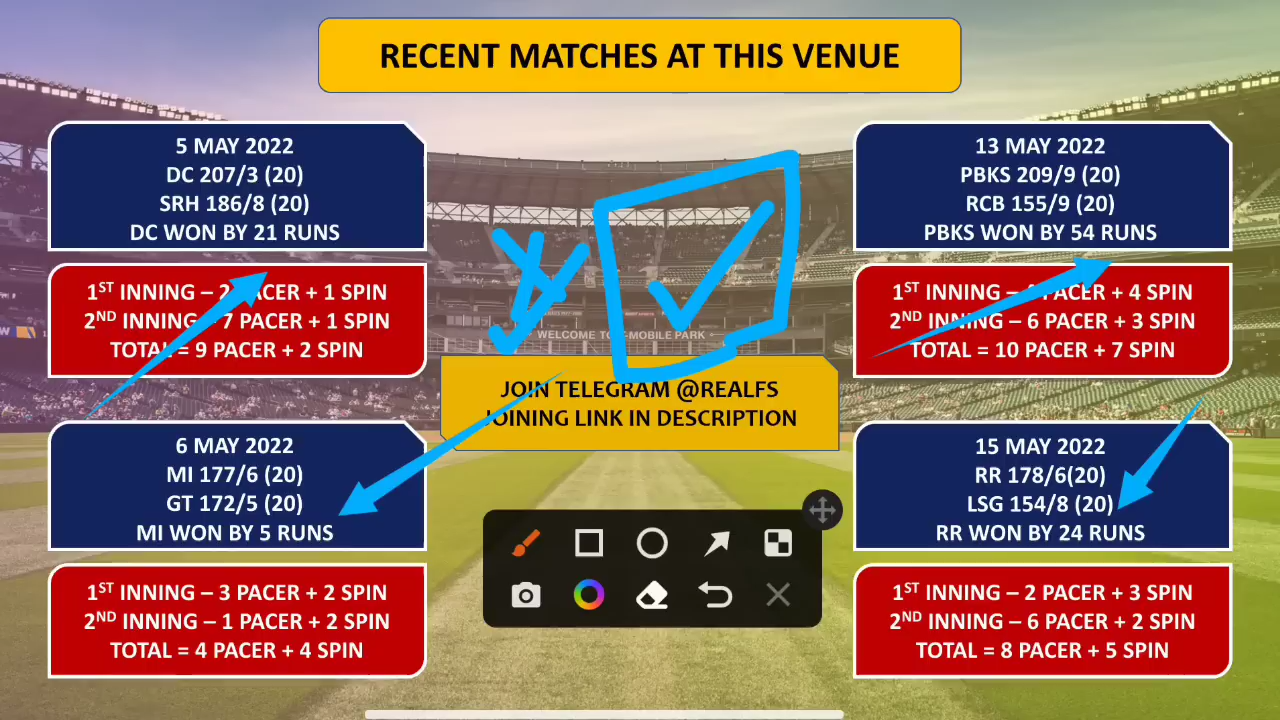 RECENT MATCHES AT THIS VENUE
5 MAY 2022
DC 207/3 (20)
SRH 186/8 (20)
DC WON BY 21 RUNS
1ST INNING – 2 PACER + 1 SPIN
2ND INNING – 7 PACER + 1 SPIN
TOTAL = 9 PACER + 2 SPIN
6 MAY 2022
MI 177/6 (20)
GT 172/5 (20)
MI WON BY 5 RUNS
1ST INNING – 3 PACER + 2 SPIN
2ND INNING – 1 PACER + 2 SPIN
TOTAL = 4 PACER + 4 SPIN
WELCOME TO T-MOBILE PARK
JOIN TELEGRAM @REALFS
JOINING LINK IN DESCRIPTION
13 MAY 2022
PBKS 209/9 (20)
RCB 155/9 (20)
PBKS WON BY 54 RUNS
1ST INNING – 4 PACER + 4 SPIN
2ND INNING – 6 PACER + 3 SPIN
TOTAL = 10 PACER + 7 SPIN
15 MAY 2022
RR 178/6(20)
LSG 154/8 (20)
RR WON BY 24 RUNS
1ST INNING – 2 PACER + 3 SPIN
2ND INNING – 6 PACER + 2 SPIN
TOTAL = 8 PACER + 5 SPIN